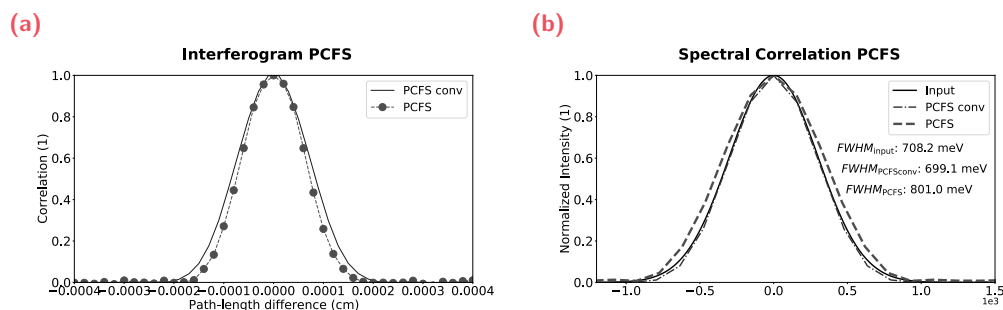 (a)
Interferogram PCFS
Correlation (1)
1.0
0.8
0.6
0.4
0.2
0.0
PCFS conv
PCFS
−0.0004 −0.0003 −0.0002 −0.0001 0.0000 0.0001 0.0002 0.0003 0.0004
Path-length difference (cm)
(b)
Spectral Correlation PCFS
Normalized Intensity (1)
1.0
0.8
0.6
0.4
0.2
0.0
Input
PCFS conv
PCFS
FWHMinput: 708.2 meV
FWHMPCFSconv: 699.1 meV
FWHMPCFS: 801.0 meV
−1.0 −0.5 0.0 0.5 1.0 1.5
1e3